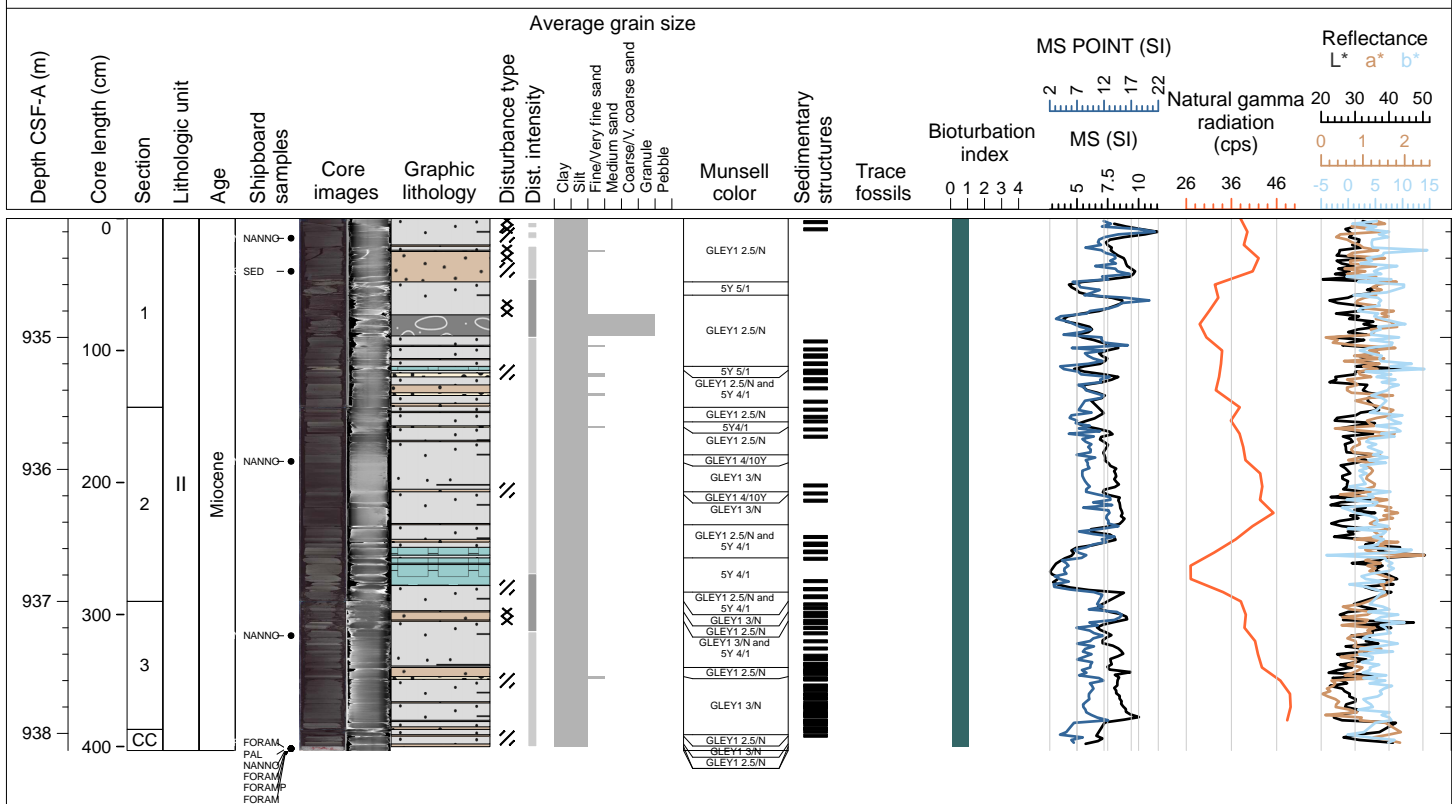 Average grain size
Depth CSF-A (m)
Core length (cm)
Section
Lithologic unit
Age
Shipboard samples
Core images
Graphic lithology
Disturbance type
Dist. intensity
Clay
Silt
Fine/Very fine sand
Medium sand
Coarse/V. coarse sand
Granule
Pebble
Munsell color
Sedimentary structures
Trace fossils
Bioturbation index
0 1 2 3 4
MS POINT (SI)
2 7 12 17 22
MS (SI)
5 7.5 10
Natural gamma radiation (cps)
26 36 46
Reflectance
L* a* b*
20 30 40 50
0 1 2
-5 0 5 10 15
935
936
937
938
0
100
200
300
400
1
2
3
CC
II
Miocene
NANNO
SED
NANNO
NANNO
FORAM
PAL
NANNO
FORAM
FORAMP
FORAM
GLEY1 2.5/N
5Y 5/1
GLEY1 2.5/N
5Y 5/1
GLEY1 2.5/N and
5Y 4/1
GLEY1 2.5/N
5Y4/1
GLEY1 2.5/N
GLEY1 4/10Y
GLEY1 3/N
GLEY1 4/10Y
GLEY1 3/N
GLEY1 2.5/N and
5Y 4/1
5Y 4/1
GLEY1 2.5/N and
5Y 4/1
GLEY1 3/N
GLEY1 2.5/N
GLEY1 3/N and
5Y 4/1
GLEY1 2.5/N
GLEY1 3/N
GLEY1 2.5/N
GLEY1 3/N
GLEY1 2.5/N